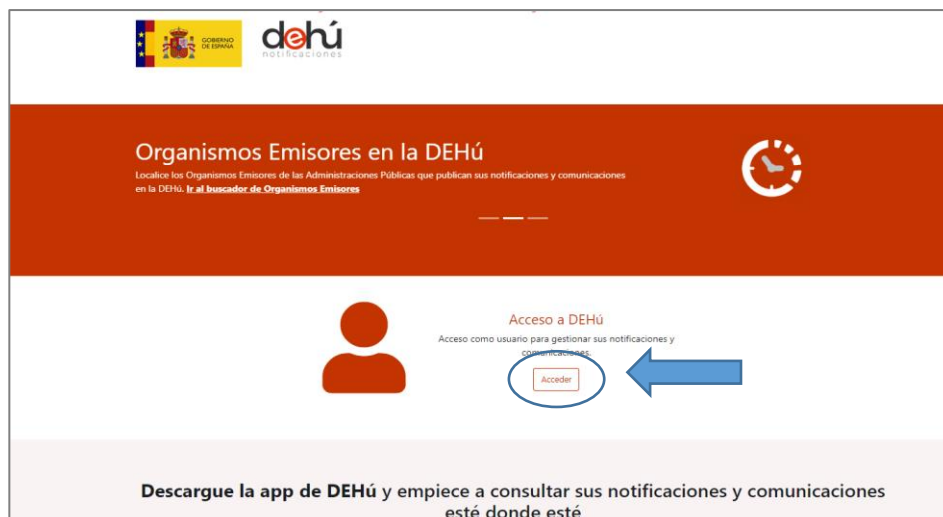 GOBIERNO
DE ESPAÑA
dehú
notificaciones
Organismos Emisores en la DEHú
Localice los Organismos Emisores de las Administraciones Públicas que publican sus notificaciones y comunicaciones
en la DEHú. Ir al buscador de Organismos Emisores
Acceso a DEHú
Acceso como usuario para gestionar sus notificaciones y
comunicaciones.
Acceder
Descargue la app de DEHú y empiece a consultar sus notificaciones y comunicaciones
esté donde esté